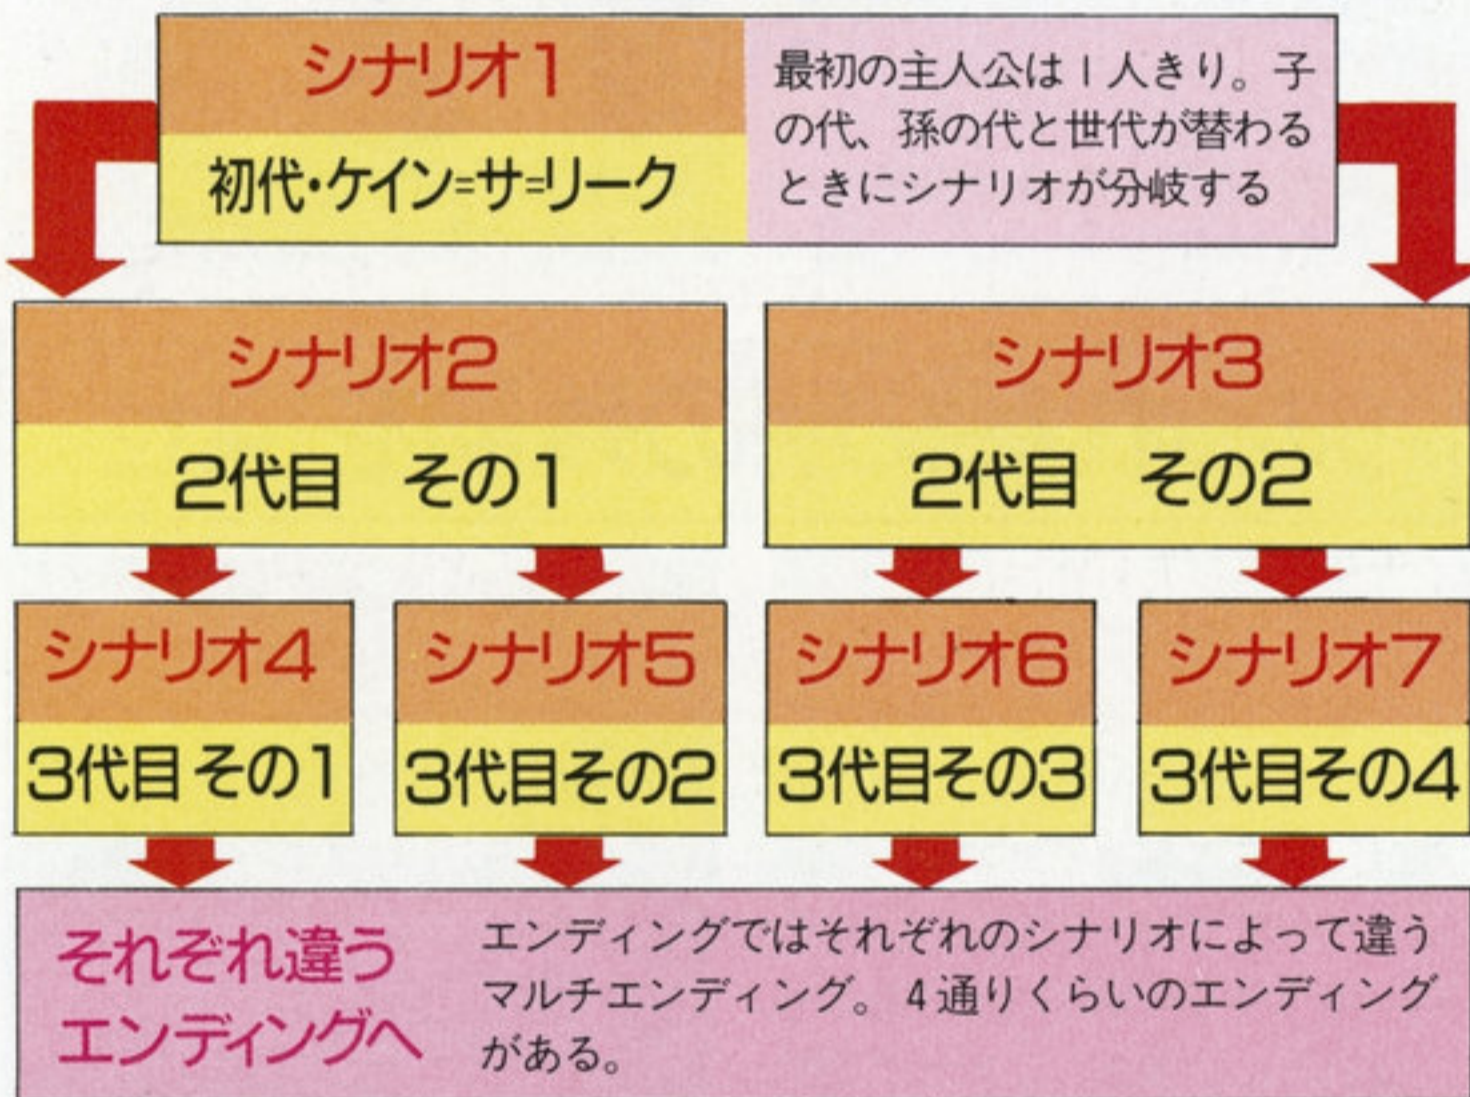 シナリオ1
初代・ケイン=サ=リーク
最初の主人公は1人きり。子
の代、孫の代と世代が替わる
ときにシナリオが分岐する
シナリオ2
2代目　その1
シナリオ3
2代目　その2
シナリオ4
3代目 その1
シナリオ5
3代目その2
シナリオ6
3代目その3
シナリオ7
3代目その4
それぞれ違う
エンディングへ
エンディングではそれぞれのシナリオによって違う
マルチエンディング。4通りくらいのエンディング
がある。